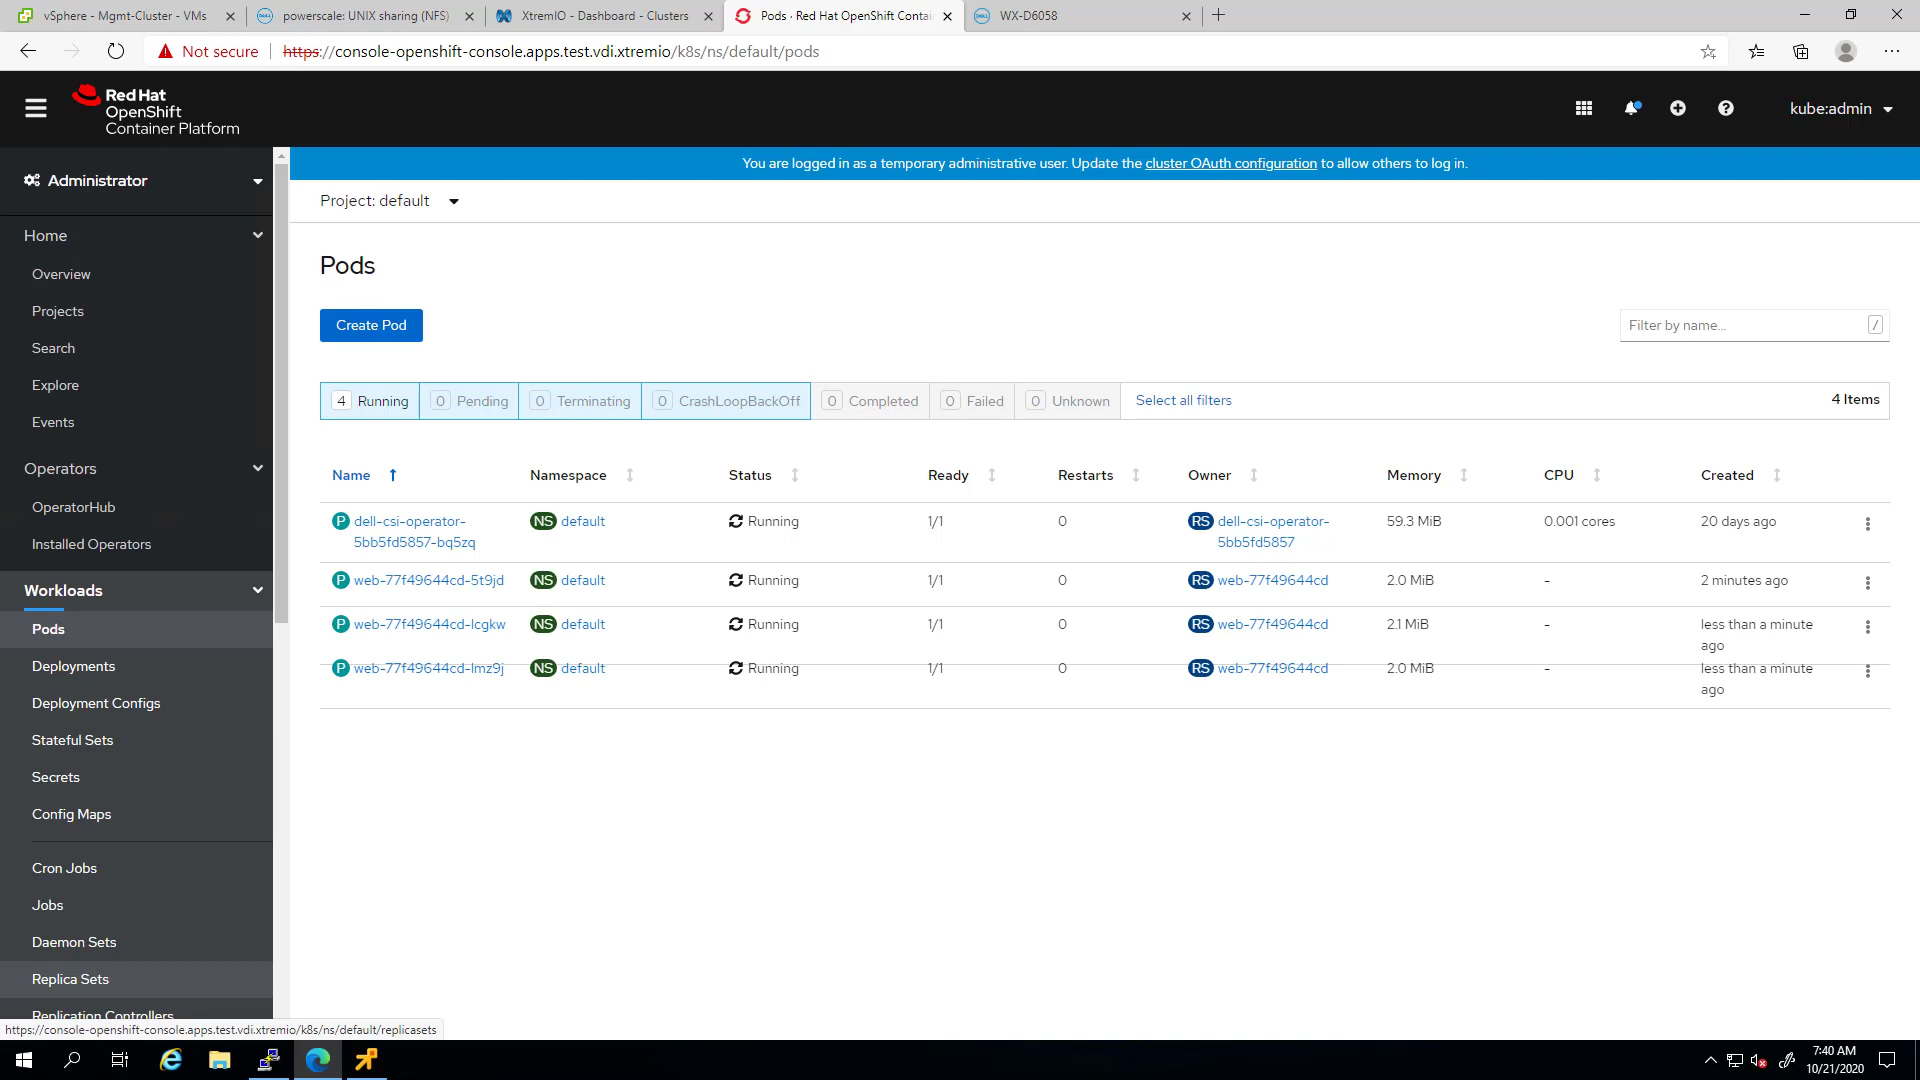 vSphere - Mgmt-Cluster - VMs
powerscale: UNIX sharing (NFS)
XtremIO - Dashboard - Clusters
Pods · Red Hat OpenShift Contai
WX-D6058
Not secure
https://console-openshift-console.apps.test.vdi.xtremio/k8s/ns/default/pods
Red Hat
OpenShift
Container Platform
kube:admin
You are logged in as a temporary administrative user. Update the cluster OAuth configuration to allow others to log in.
Administrator
Home
Overview
Projects
Search
Explore
Events
Operators
OperatorHub
Installed Operators
Workloads
Pods
Deployments
Deployment Configs
Stateful Sets
Secrets
Config Maps
Cron Jobs
Jobs
Daemon Sets
Replica Sets
Replication Controllers
Project: default
Pods
Create Pod
Filter by name...
/
4 Running 0 Pending 0 Terminating 0 CrashLoopBackOff 0 Completed 0 Failed 0 Unknown Select all filters 4 Items
Name Namespace Status Ready Restarts Owner Memory CPU Created
P dell-csi-operator- NS default Running 1/1 0 RS dell-csi-operator- 59.3 MiB 0.001 cores 20 days ago
5bb5fd5857-bq5zq 5bb5fd5857
P web-77f49644cd-5t9jd NS default Running 1/1 0 RS web-77f49644cd 2.0 MiB - 2 minutes ago
P web-77f49644cd-lcgkw NS default Running 1/1 0 RS web-77f49644cd 2.1 MiB - less than a minute
ago
P web-77f49644cd-lmz9j NS default Running 1/1 0 RS web-77f49644cd 2.0 MiB - less than a minute
ago
https://console-openshift-console.apps.test.vdi.xtremio/k8s/ns/default/replicasets
7:40 AM
10/21/2020